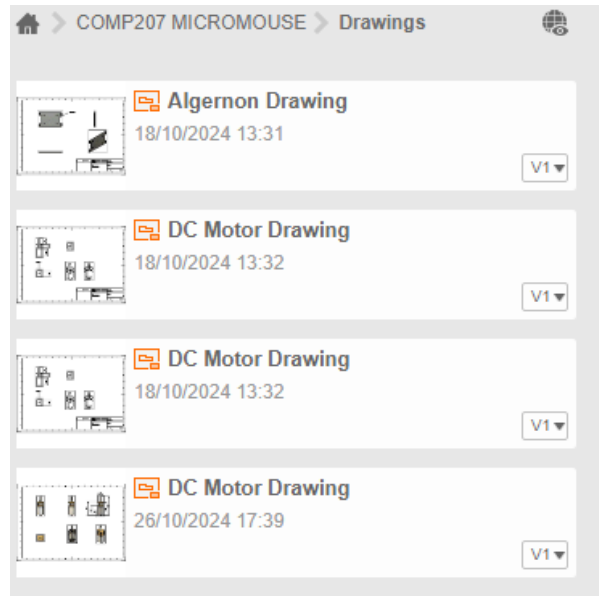 COMP207 MICROMOUSE > Drawings
Algernon Drawing
18/10/2024 13:31
V1
DC Motor Drawing
18/10/2024 13:32
V1
DC Motor Drawing
18/10/2024 13:32
V1
DC Motor Drawing
26/10/2024 17:39
V1